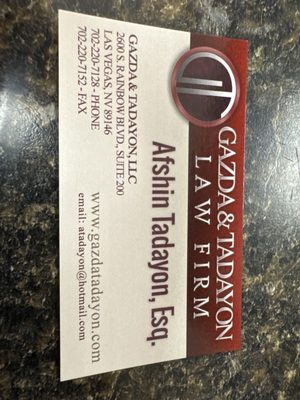 GAZDA & TADAYON
LAW FIRM
Afshin Tadayon, Esq.
GAZDA & TADAYON, LLC
2600 S. RAINBOW BLVD., SUITE 200
LAS VEGAS, NV 89146
702-220-7128 - PHONE
702-220-7152 - FAX
www.gazdatadayon.com
email: atadayon@hotmail.com